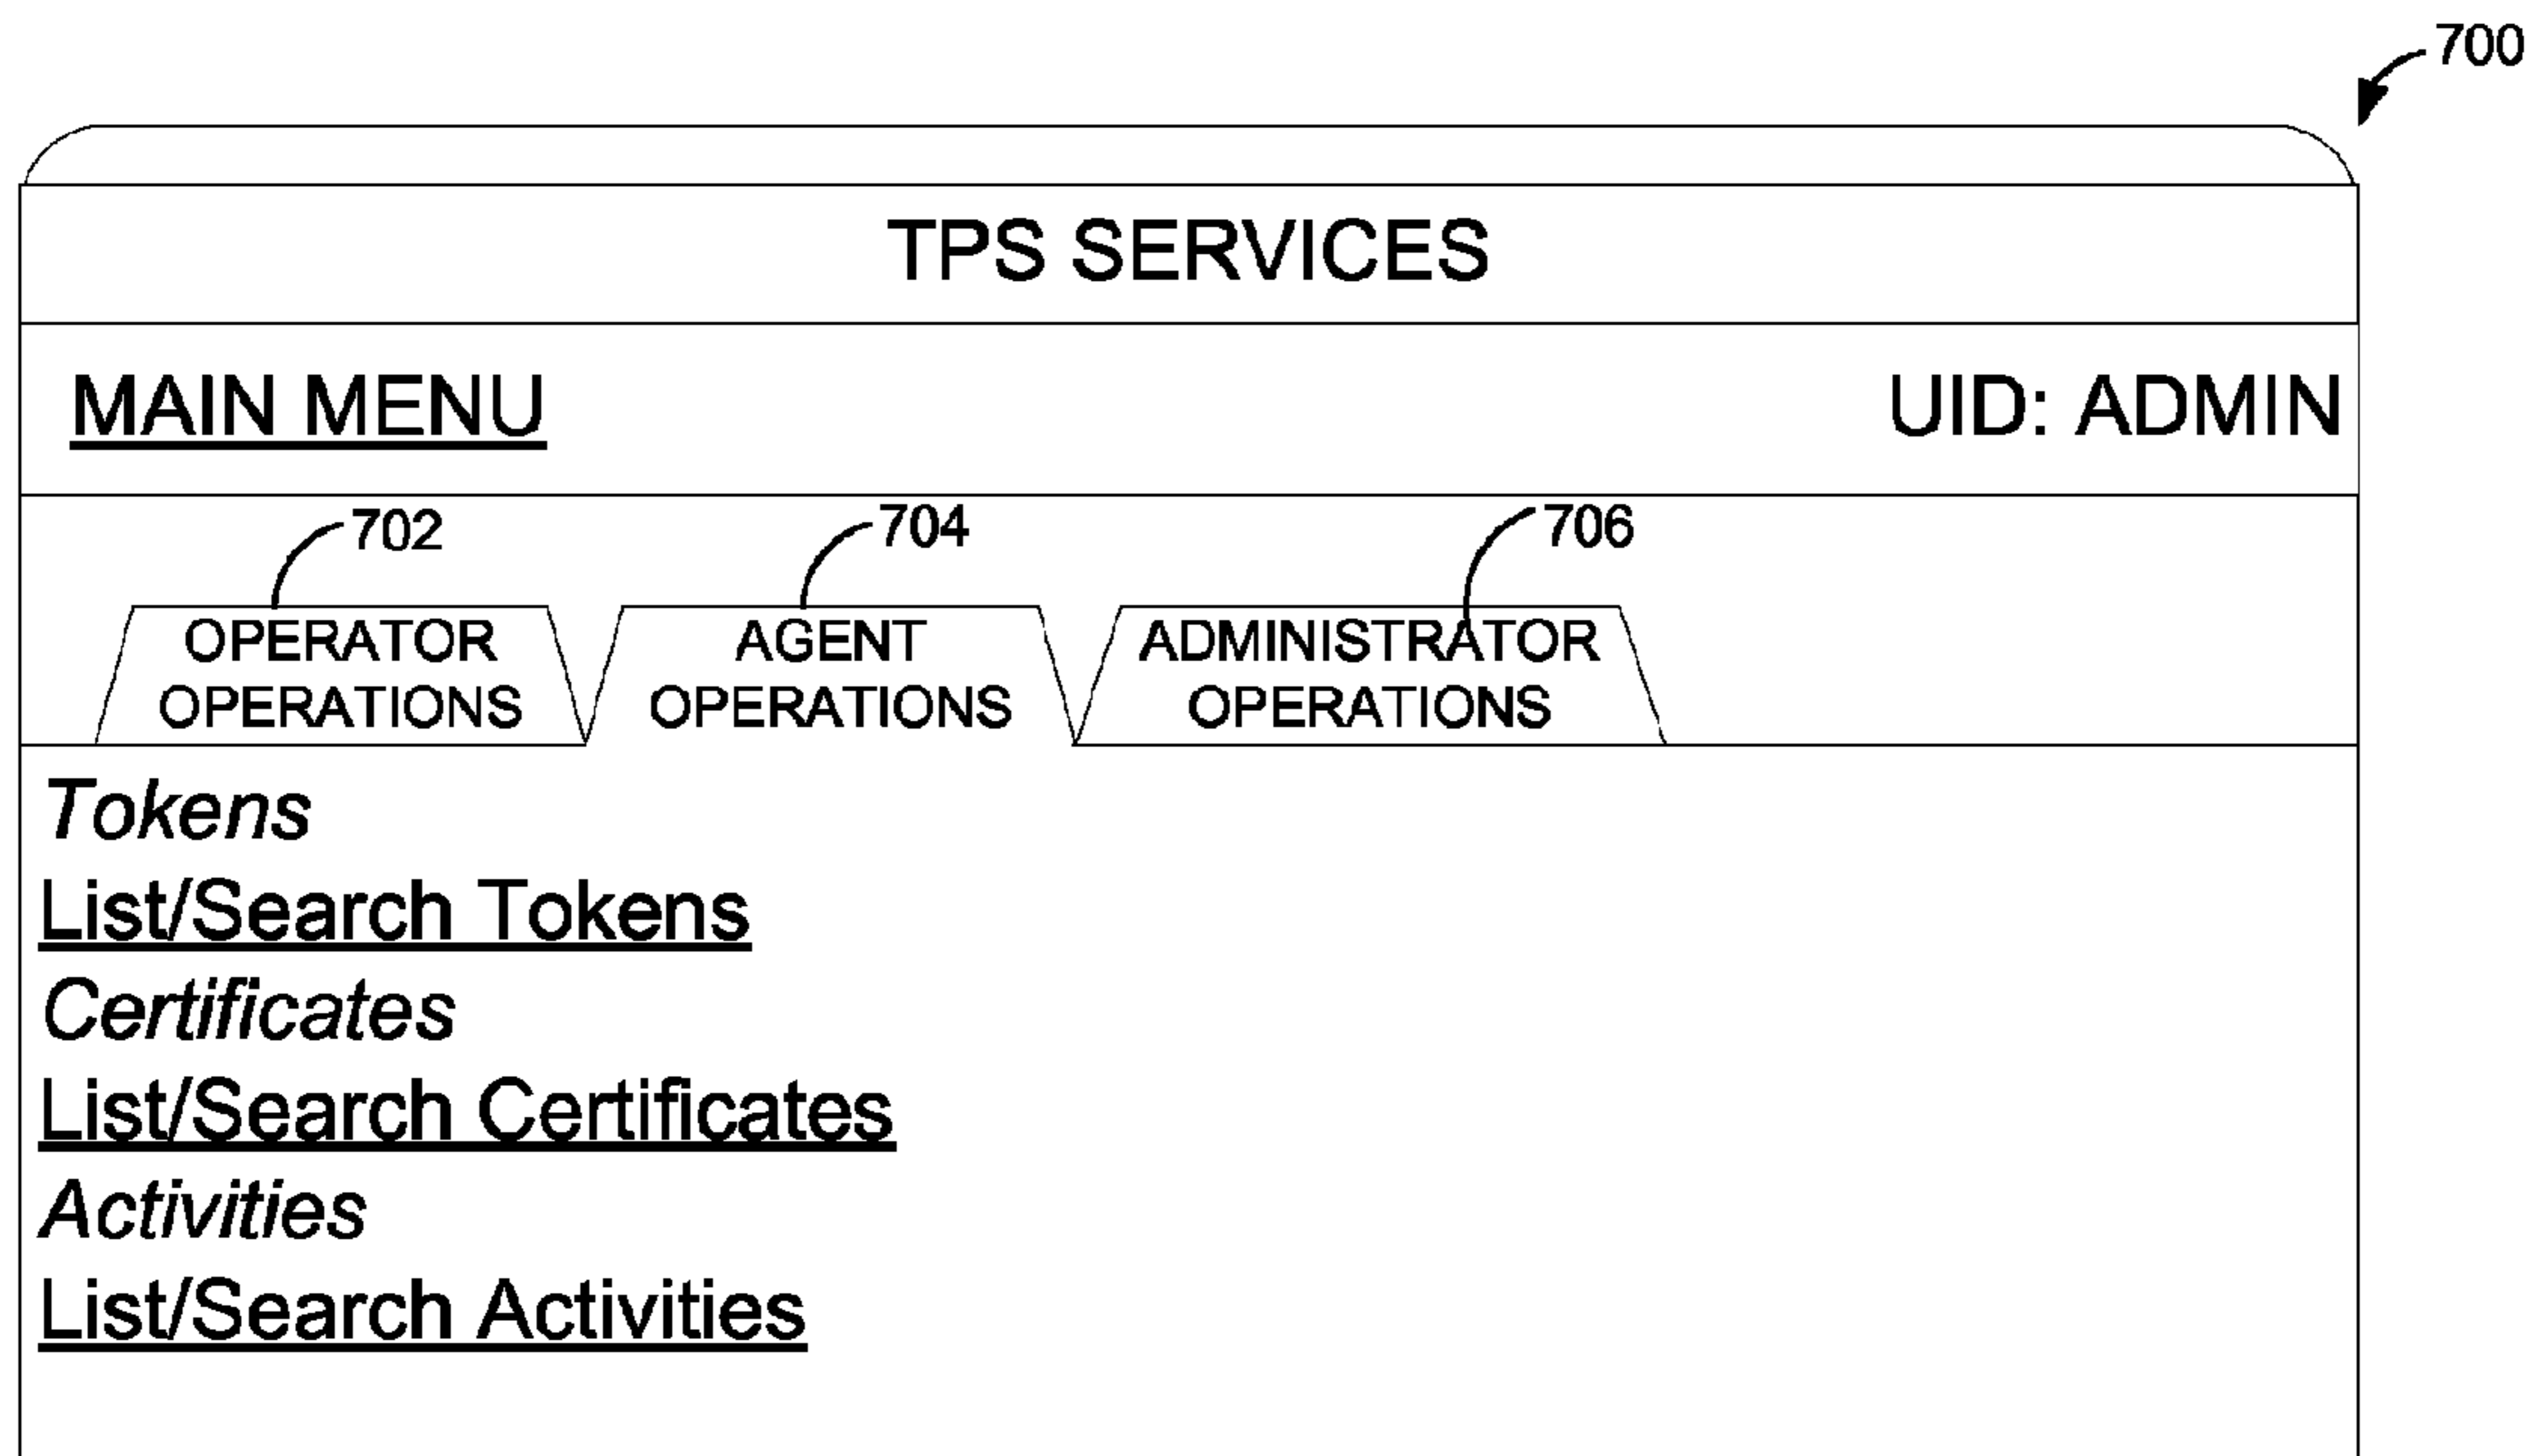 700
TPS SERVICES
MAIN MENU UID: ADMIN
702 704 706
OPERATOR AGENT ADMINISTRATOR
OPERATIONS OPERATIONS OPERATIONS
Tokens
List/Search Tokens
Certificates
List/Search Certificates
Activities
List/Search Activities